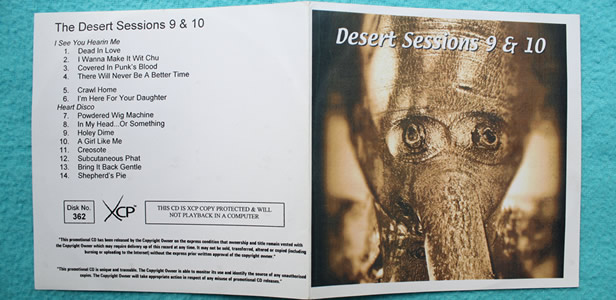 The Desert Sessions 9 & 10
I See You Hearin Me
1. Dead In Love
2. I Wanna Make It Wit Chu
3. Covered In Punk's Blood
4. There Will Never Be A Better Time
5. Crawl Home
6. I'm Here For Your Daughter
Heart Disco
7. Powdered Wig Machine
8. In My Head...Or Something
9. Holey Dime
10. A Girl Like Me
11. Creosote
12. Subcutaneous Phat
13. Bring It Back Gentle
14. Shepherd's Pie
Disk No.
362
XCP
THIS CD IS XCP COPY PROTECTED & WILL
NOT PLAYBACK IN A COMPUTER
"This promotional CD has been released by the Copyright Owner on the express condition that ownership and title remain vested with
the Copyright Owner which may require delivery up of this record at any time. It may not be sold, transferred, altered or copied (including
burning or uploading to the Internet) without the express prior written approval of the copyright owner."
"This promotional CD is unique and traceable. The Copyright Owner is able to monitor its use and identify the source of any unauthorised
copies. The Copyright Owner will take appropriate action in respect of any misuse of promotional CD releases."
Desert Sessions 9 & 10